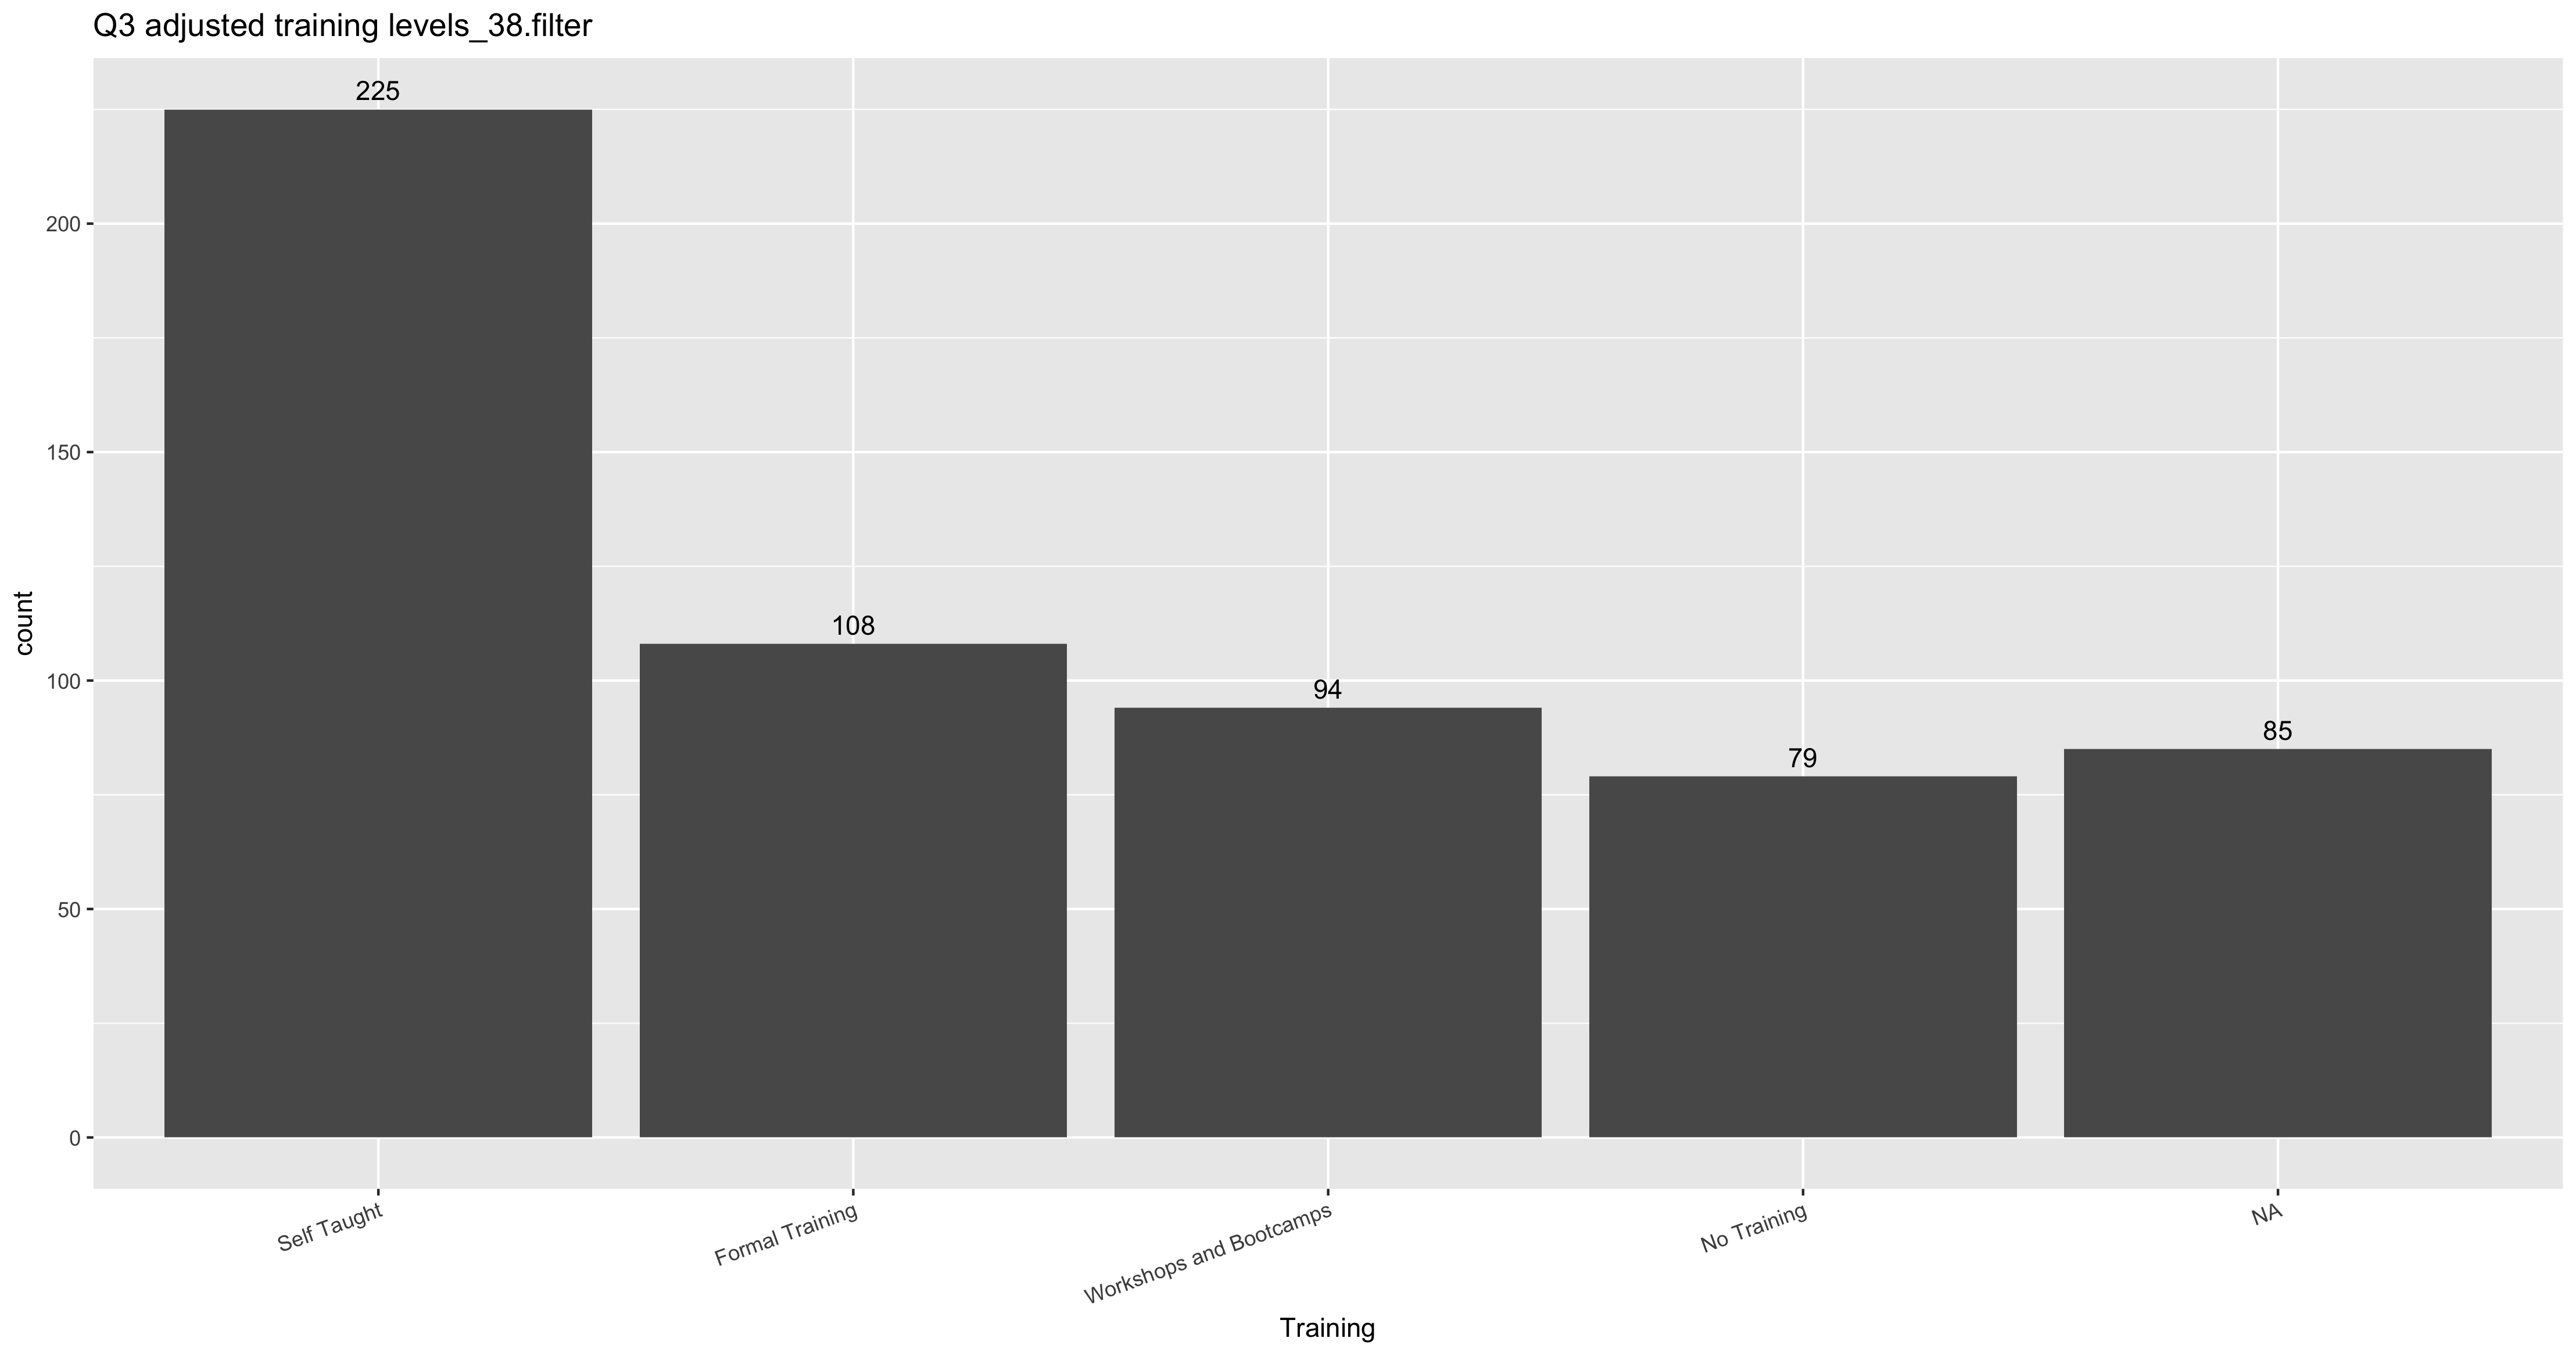 Q3 adjusted training levels_38.filter
225
108
94
79
85
200
150
100
50
0
count
Self Taught
Formal Training
Workshops and Bootcamps
No Training
NA
Training